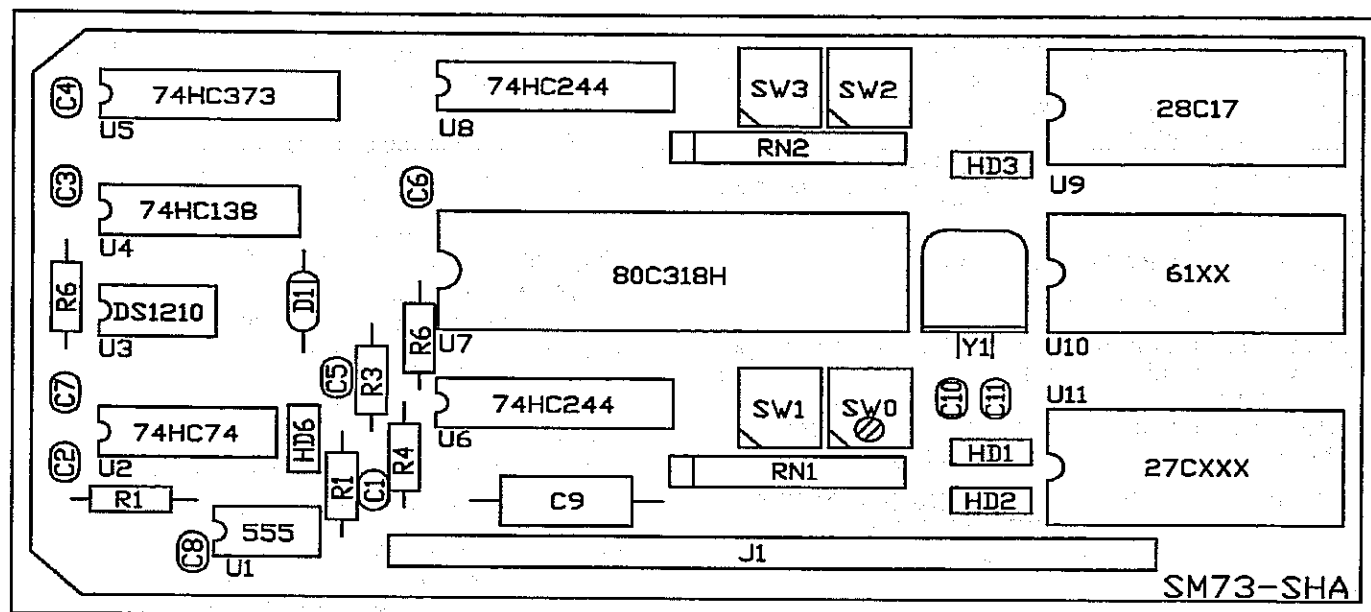 C4
74HC373
U5
74HC244
U8
SW3
SW2
RN2
28C17
U9
HD3
C3
74HC138
U4
C6
80C318H
U7
61XX
U10
Y1
R6
DS1210
U3
D1
R6
C5
R3
C7
74HC74
U2
HD6
C2
R1
R1
C1
R4
74HC244
U6
SW1
SW0
RN1
C10
C11
U11
HD1
HD2
27CXXX
C9
C8
555
U1
J1
SM73-SHA